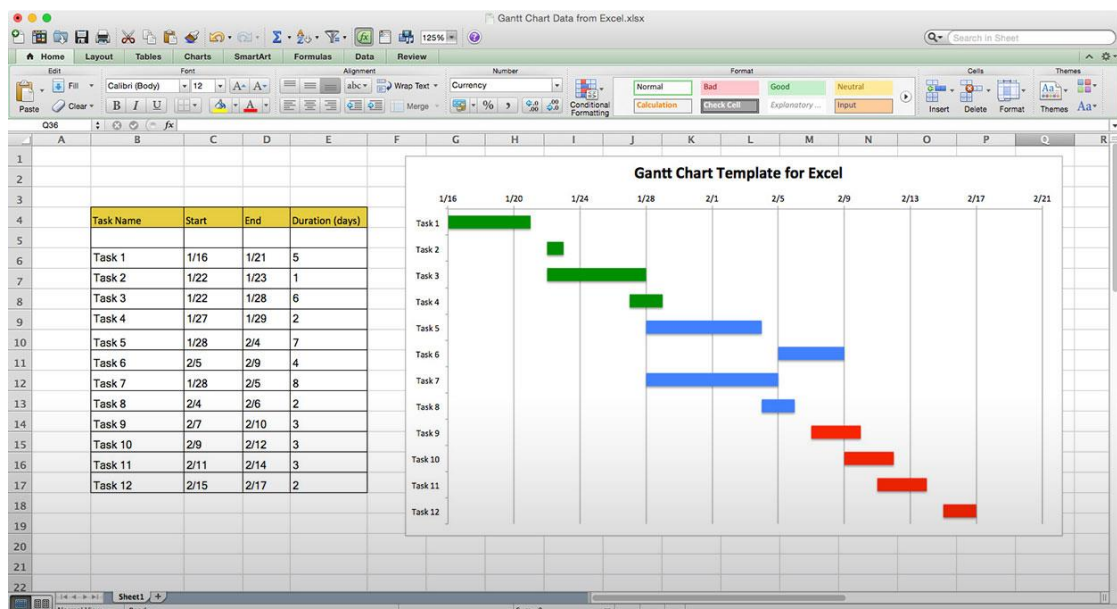 Gantt Chart Data from Excel.xlsx
125%
Search in Sheet
Home Layout Tables Charts SmartArt Formulas Data Review
Edit Font Alignment Number Format Cells Themes
Paste Fill Clear
Calibri (Body) 12 A A
B I U A
abc Wrap Text
Merge
Currency
%
Conditional Formatting
Normal Bad Good Neutral
Calculation Check Cell Explanatory ... Input
Insert Delete Format Themes Aa
Q36 fx
A B C D E F G H I J K L M N O P Q R
1
2
3
4 Task Name Start End Duration (days)
5
6 Task 1 1/16 1/21 5
7 Task 2 1/22 1/23 1
8 Task 3 1/22 1/28 6
9 Task 4 1/27 1/29 2
10 Task 5 1/28 2/4 7
11 Task 6 2/5 2/9 4
12 Task 7 1/28 2/5 8
13 Task 8 2/4 2/6 2
14 Task 9 2/7 2/10 3
15 Task 10 2/9 2/12 3
16 Task 11 2/11 2/14 3
17 Task 12 2/15 2/17 2
18
19
20
21
22
Gantt Chart Template for Excel
1/16 1/20 1/24 1/28 2/1 2/5 2/9 2/13 2/17 2/21
Task 1
Task 2
Task 3
Task 4
Task 5
Task 6
Task 7
Task 8
Task 9
Task 10
Task 11
Task 12
Sheet1